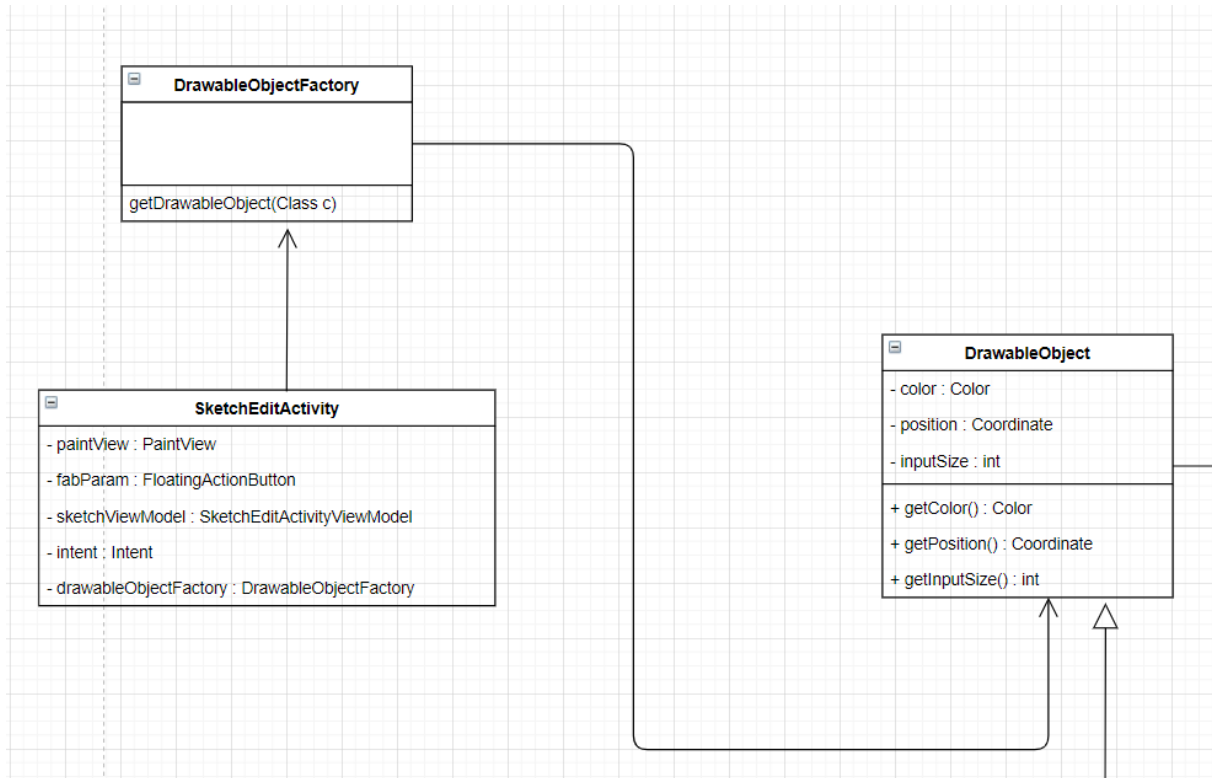 DrawableObjectFactory
getDrawableObject(Class c)
SketchEditActivity
- paintView : PaintView
- fabParam : FloatingActionButton
- sketchViewModel : SketchEditActivityViewModel
- intent : Intent
- drawableObjectFactory : DrawableObjectFactory
DrawableObject
- color : Color
- position : Coordinate
- inputSize : int
+ getColor() : Color
+ getPosition() : Coordinate
+ getInputSize() : int